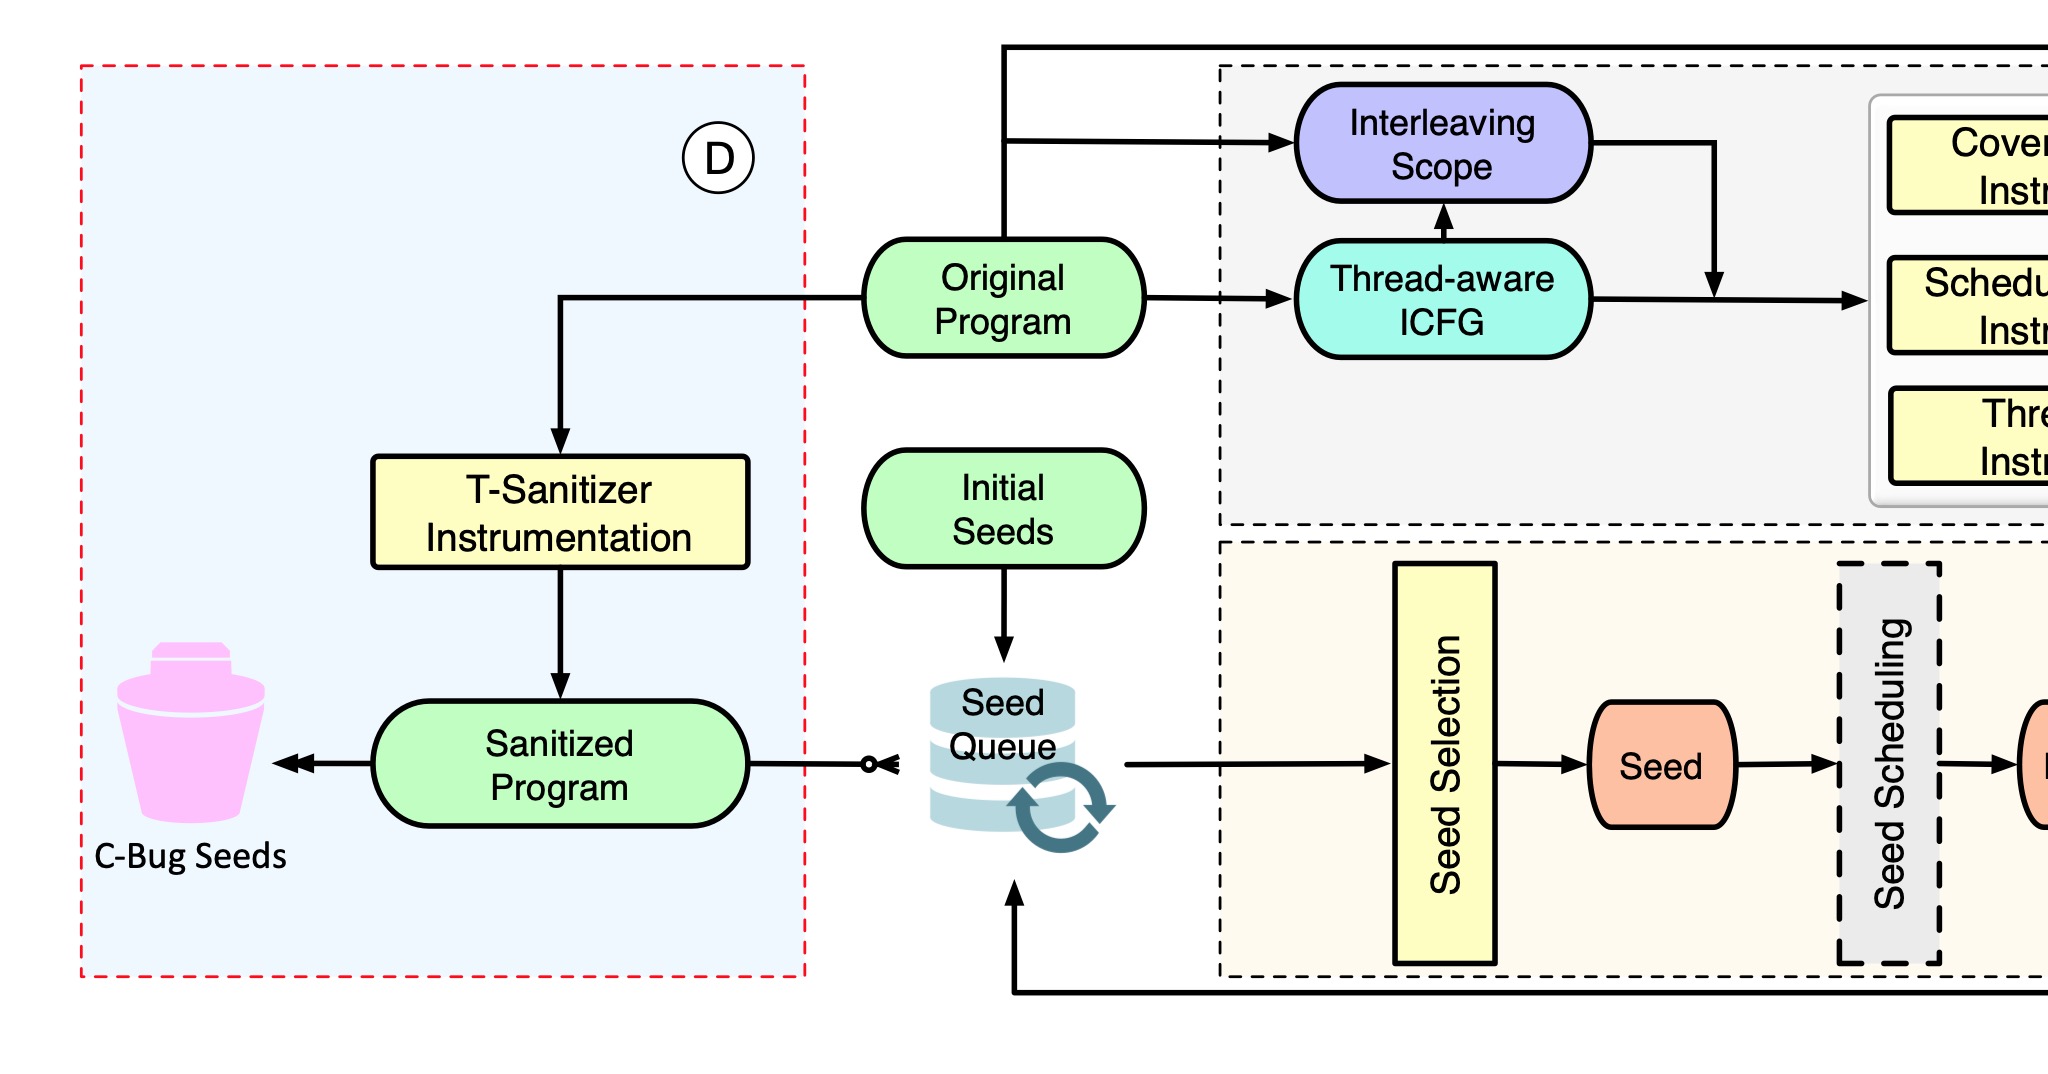 D
Original
Program
T-Sanitizer
Instrumentation
Sanitized
Program
C-Bug Seeds
Initial
Seeds
Seed
Queue
Interleaving
Scope
Thread-aware
ICFG
Cover
Instr
Schedu
Instr
Thre
Instr
Seed Selection
Seed
Seed Scheduling